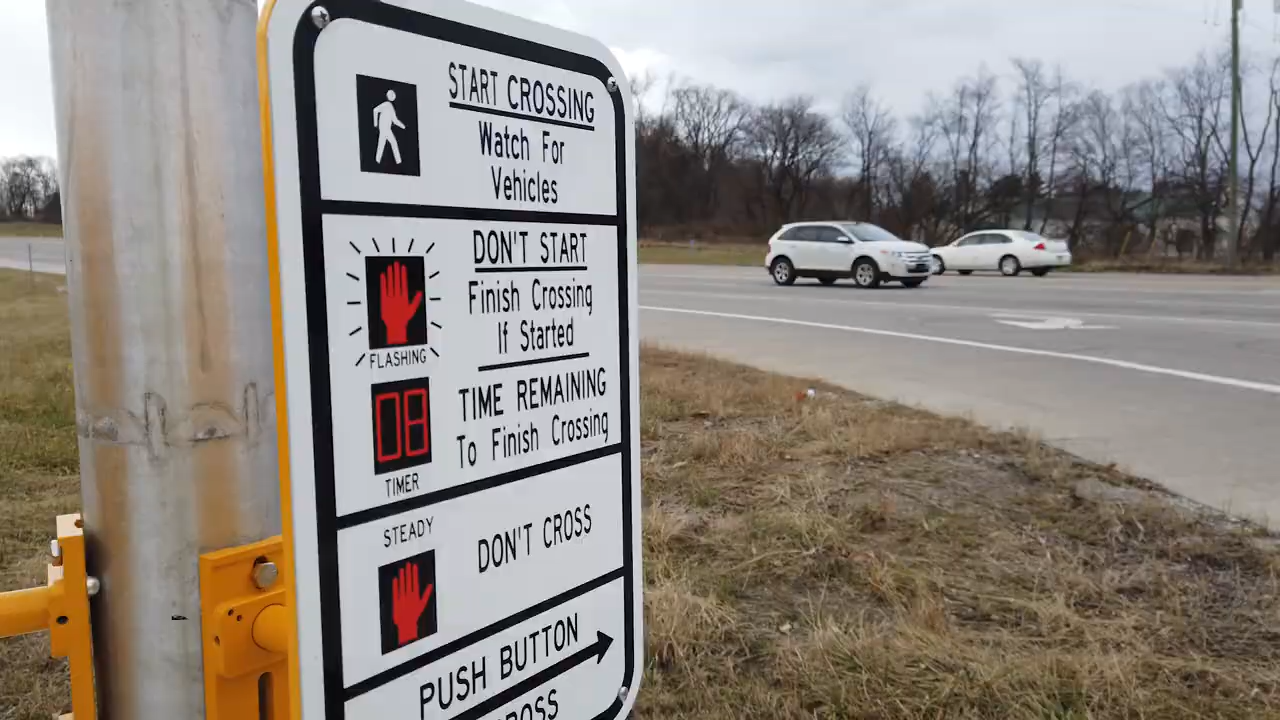 START CROSSING
Watch For
Vehicles
DON'T START
Finish Crossing
If Started
FLASHING
TIME REMAINING
To Finish Crossing
08
TIMER
STEADY
DON'T CROSS
PUSH BUTTON